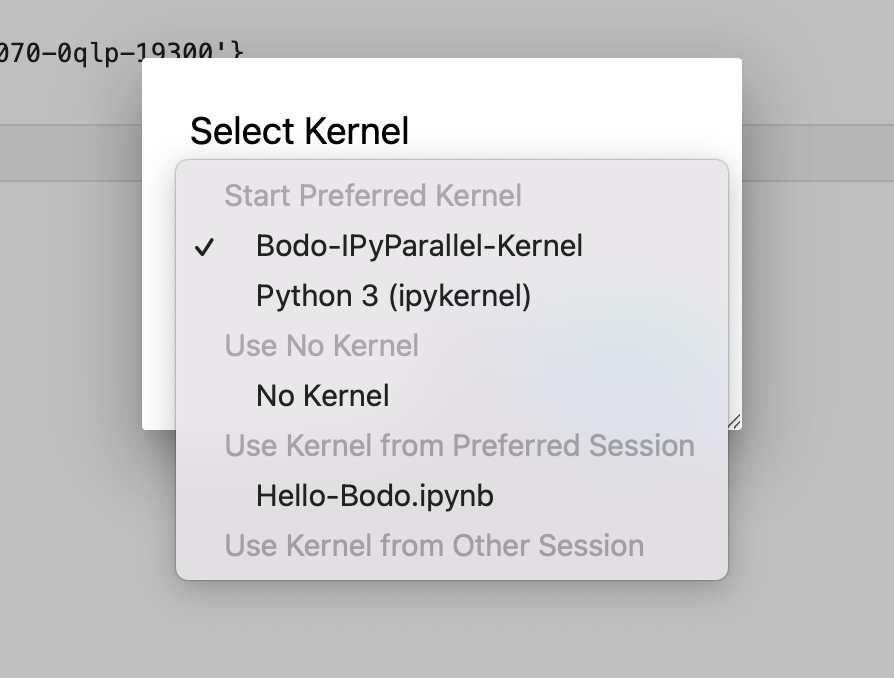 070-0qlp-19300'}
Select Kernel
Start Preferred Kernel
✓ Bodo-IPyParallel-Kernel
Python 3 (ipykernel)
Use No Kernel
No Kernel
Use Kernel from Preferred Session
Hello-Bodo.ipynb
Use Kernel from Other Session